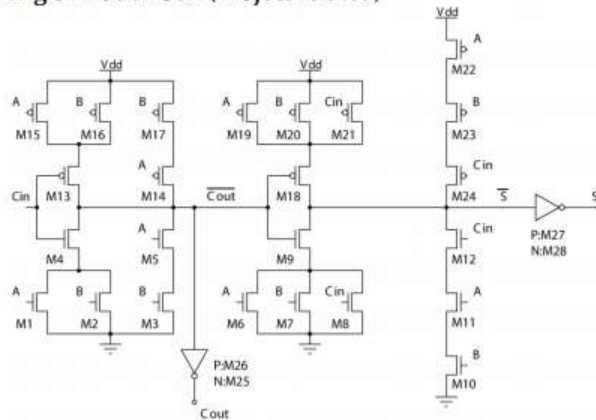 Vdd
A
M22
Vdd
Vdd
A B B
A B Cin
B
M15 M16 M17
M19 M20 M21
M23
A
Cin
Cin M13 M14
Cout
M18
M24
S
S
A
Cin
P:M27
N:M28
M4 M5
M9
M12
A B B
A B Cin
A
M1 M2 M3
M6 M7 M8
M11
B
P:M26
N:M25
M10
Cout